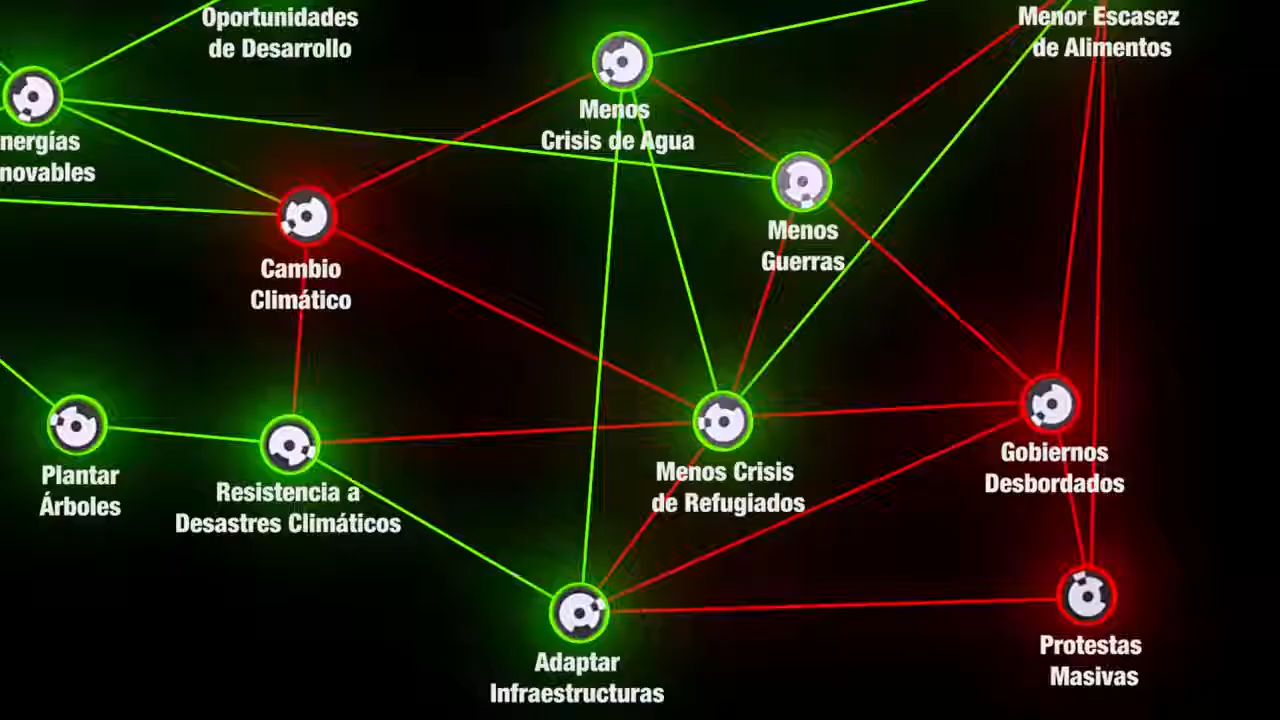 Oportunidades
de Desarrollo
Menor Escasez
de Alimentos
Menos
Crisis de Agua
nergías
novables
Menos
Guerras
Cambio
Climático
Gobiernos
Desbordados
Plantar
Árboles
Menos Crisis
de Refugiados
Resistencia a
Desastres Climáticos
Protestas
Masivas
Adaptar
Infraestructuras